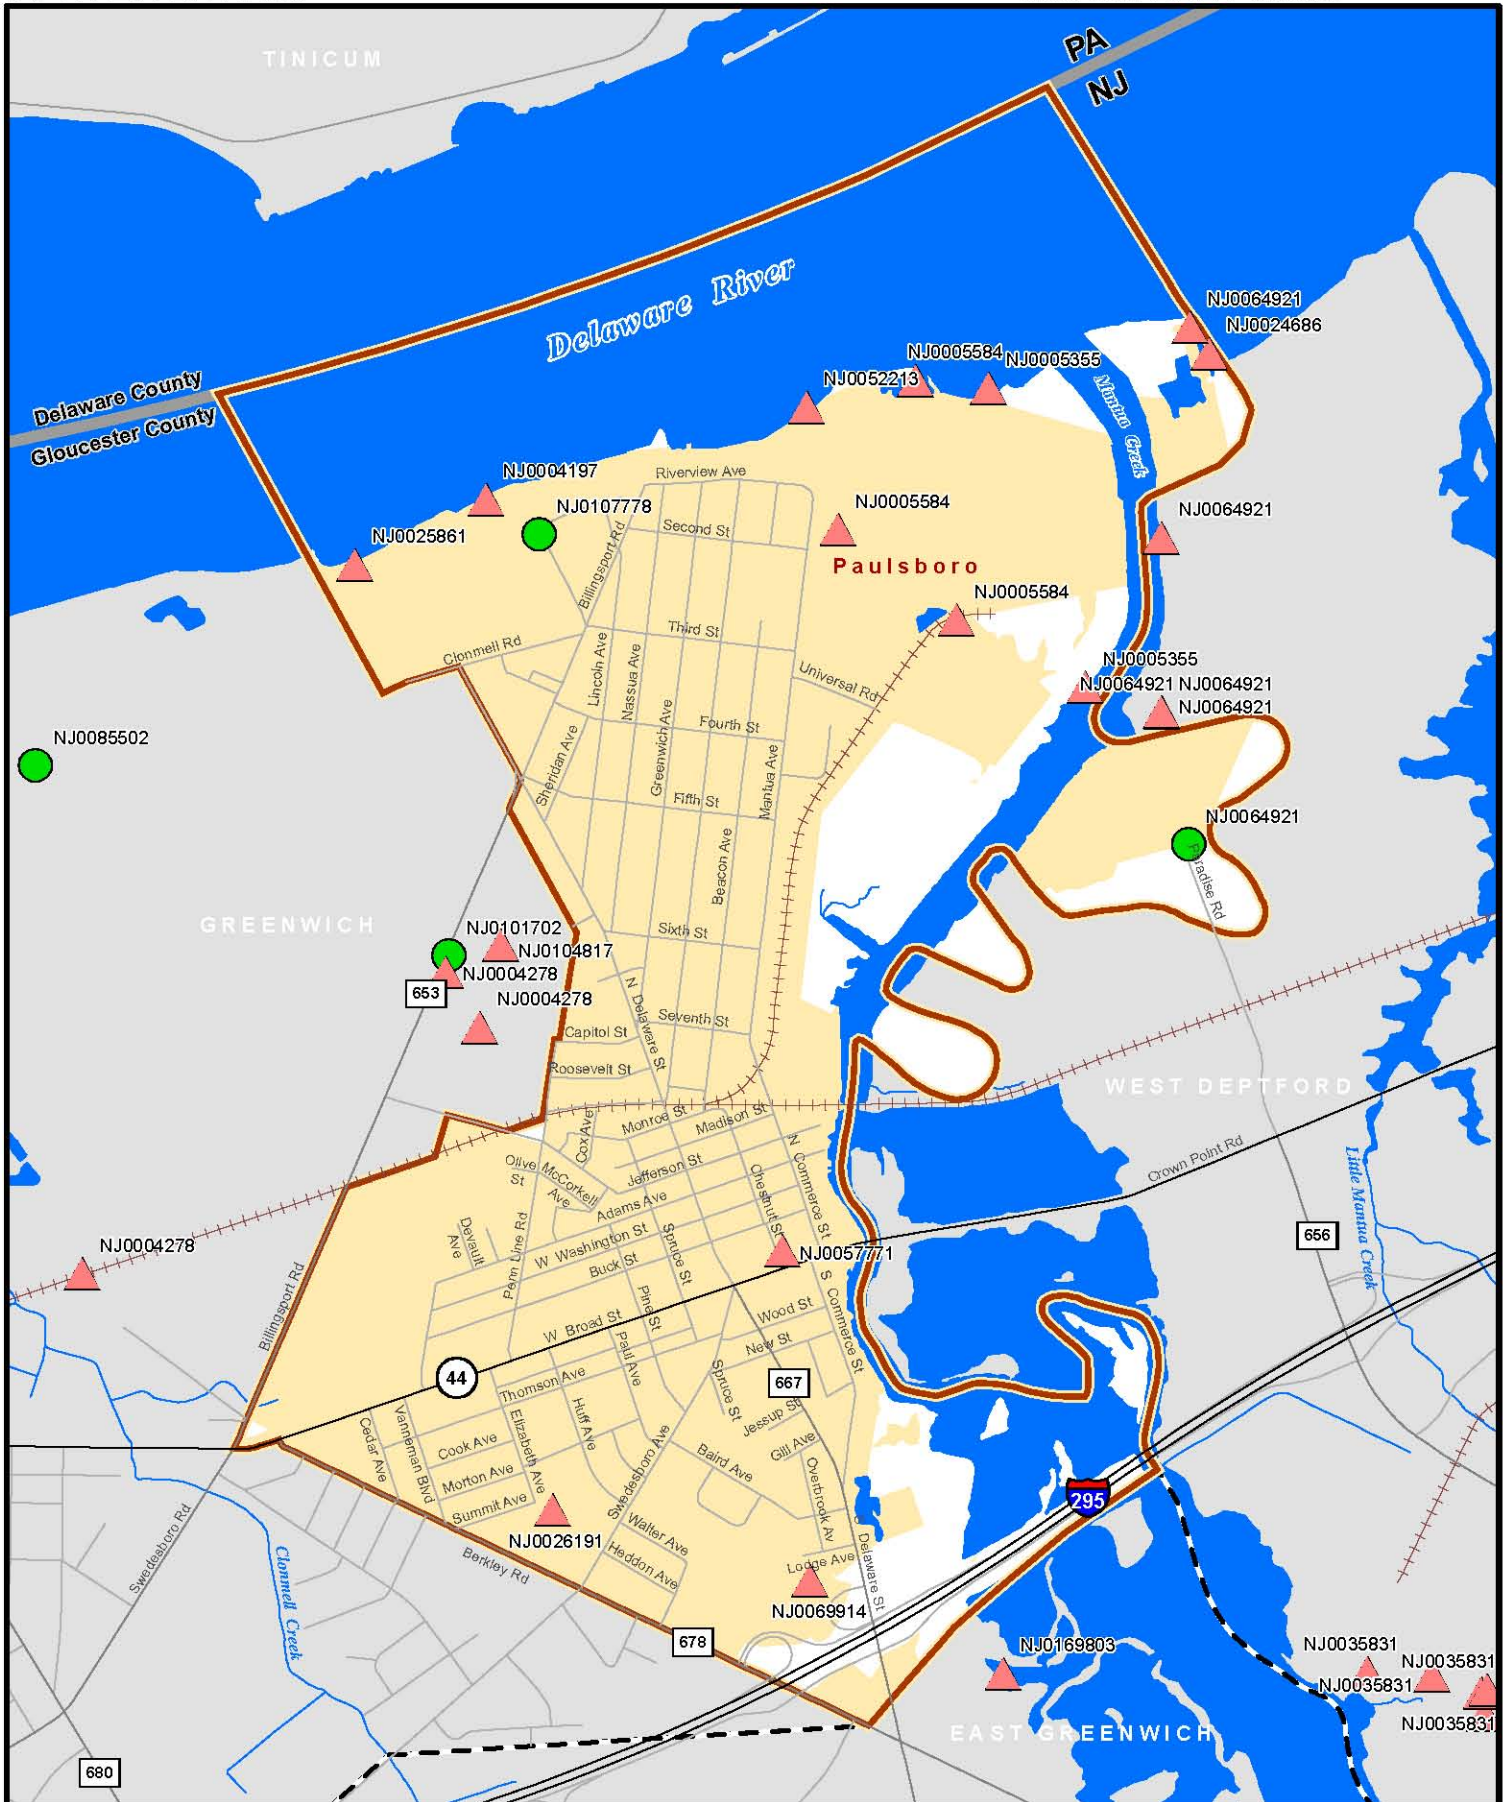 TINICUM
PA
NJ
Delaware River
NJ0064921
NJ0024686
NJ0005584
NJ0005355
NJ0052213
Mantua Creek
Delaware County
Gloucester County
NJ0004197
Riverview Ave
NJ0107778
NJ0005584
NJ0064921
Second St
NJ0025861
Billingsport Rd
Paulsboro
NJ0005584
Third St
Clonmell Rd
Lincoln Ave
Nassua Ave
Universal Rd
NJ0005355
NJ0064921
NJ0064921
NJ0064921
Greenwich Ave
Fourth St
NJ0085502
Sheridan Ave
Mantua Ave
Fifth St
NJ0064921
Beacon Ave
Paradise Rd
GREENWICH
NJ0101702
Sixth St
NJ0104817
NJ0004278
653
NJ0004278
N Delaware St
Seventh St
Capitol St
Roosevelt St
WEST DEPTFORD
Cox Ave
Monroe St
Madison St
N Commerce St
Crown Point Rd
Olive St
McCorkell Ave
Jefferson St
Chestnut St
Little Mantua Creek
Adams Ave
Devault Ave
Penn Line Rd
W Washington St
Spruce St
656
NJ0004278
Buck St
NJ0057771
Billingsport Rd
Pine St
S Commerce St
Wood St
W Broad St
New St
Paul Ave
44
Thomson Ave
Spruce St
667
Jessup St
Cedar Ave
Vanneman Blvd
Elizabeth Ave
Huff Ave
Cook Ave
Gill Ave
Baird Ave
Morton Ave
Swedesboro Ave
Overbrook Av
295
Summit Ave
Swedesboro Rd
NJ0026191
Walter Ave
S Delaware St
Clonmell Creek
Berkley Rd
Heddon Ave
Lodge Ave
NJ0069914
678
NJ0169803
NJ0035831
NJ0035831
NJ0035831
NJ0035831
EAST GREENWICH
680